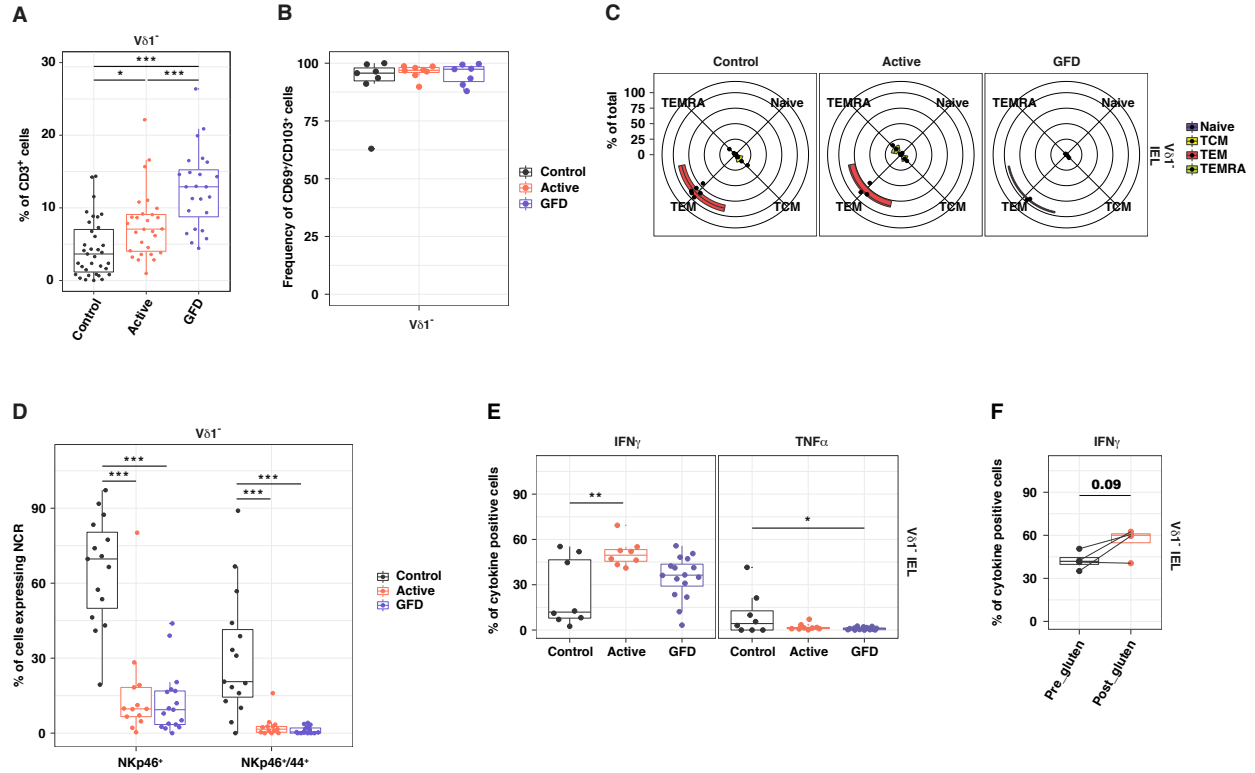 A
Vδ1⁻
% of CD3⁺ cells
30
20
10
0
***
*
***
Control
Active
GFD
B
Frequency of CD69⁺/CD103⁺ cells
100
75
50
25
0
Vδ1⁻
Control
Active
GFD
C
Control
Active
GFD
% of total
100
75
50
25
0
TEMRA
Naive
TEM
TCM
TEMRA
Naive
TEM
TCM
TEMRA
Naive
TEM
TCM
Vδ1⁻
IEL
Naive
TCM
TEM
TEMRA
D
Vδ1⁻
% of cells expressing NCR
90
60
30
0
***
***
***
***
NKp46⁺
NKp46⁺/44⁺
Control
Active
GFD
E
IFNγ
TNFα
% of cytokine positive cells
90
60
30
0
**
*
Control
Active
GFD
Control
Active
GFD
Vδ1⁻ IEL
F
IFNγ
% of cytokine positive cells
90
60
30
0
0.09
Pre_gluten
Post_gluten
Vδ1⁻ IEL